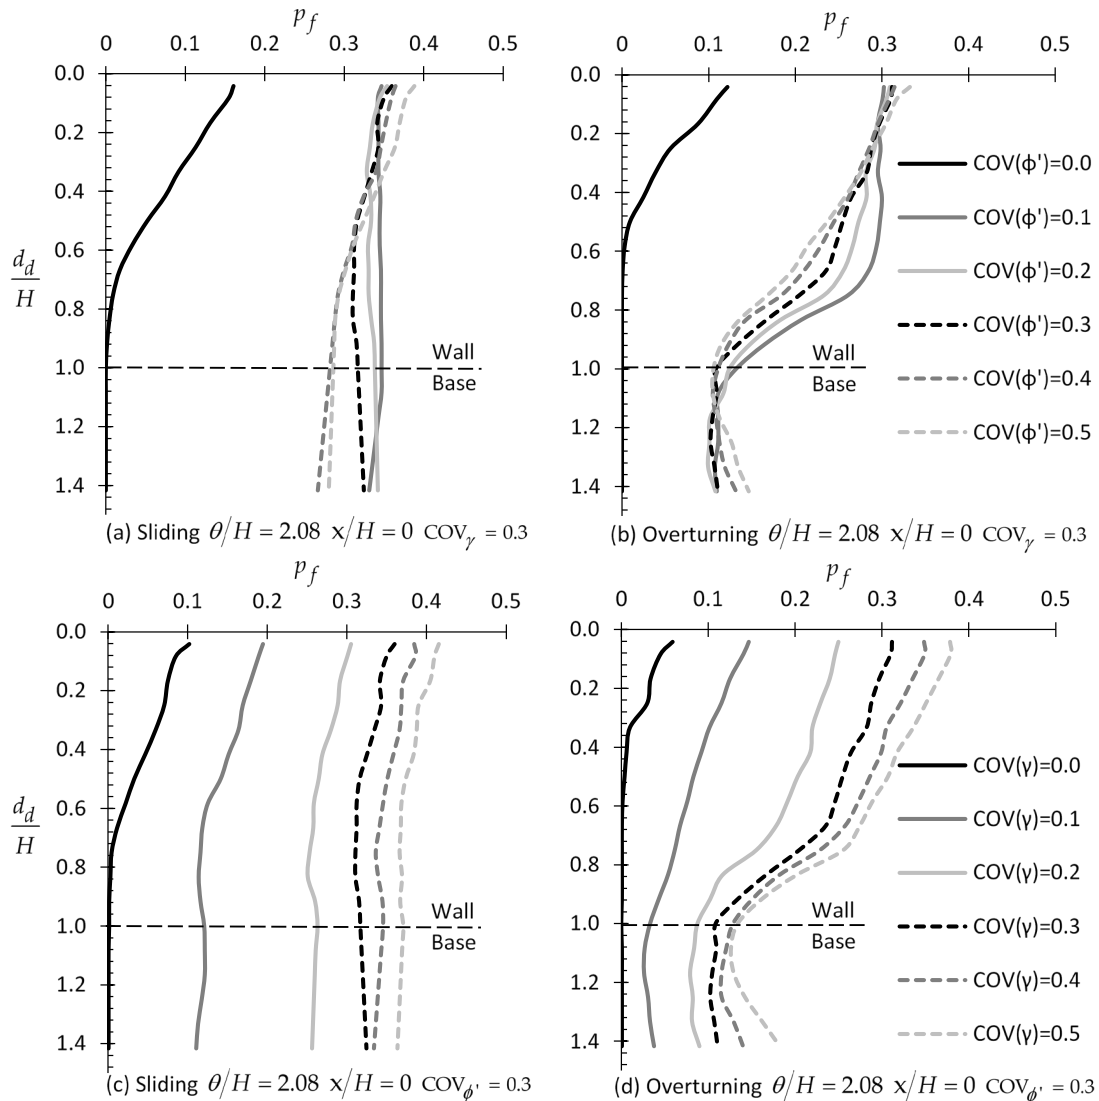 p_f
0 0.1 0.2 0.3 0.4 0.5
0.0
0.2
0.4
0.6
0.8
1.0
1.2
1.4
d_d
H
Wall
Base
(a) Sliding θ/H = 2.08 x/H = 0 COV_γ = 0.3
p_f
0 0.1 0.2 0.3 0.4 0.5
0.0
0.2
0.4
0.6
0.8
1.0
1.2
1.4
Wall
Base
COV(ϕ')=0.0
COV(ϕ')=0.1
COV(ϕ')=0.2
COV(ϕ')=0.3
COV(ϕ')=0.4
COV(ϕ')=0.5
(b) Overturning θ/H = 2.08 x/H = 0 COV_γ = 0.3
p_f
0 0.1 0.2 0.3 0.4 0.5
0.0
0.2
0.4
0.6
0.8
1.0
1.2
1.4
d_d
H
Wall
Base
(c) Sliding θ/H = 2.08 x/H = 0 COV_ϕ' = 0.3
p_f
0 0.1 0.2 0.3 0.4 0.5
0.0
0.2
0.4
0.6
0.8
1.0
1.2
1.4
Wall
Base
COV(γ)=0.0
COV(γ)=0.1
COV(γ)=0.2
COV(γ)=0.3
COV(γ)=0.4
COV(γ)=0.5
(d) Overturning θ/H = 2.08 x/H = 0 COV_ϕ' = 0.3